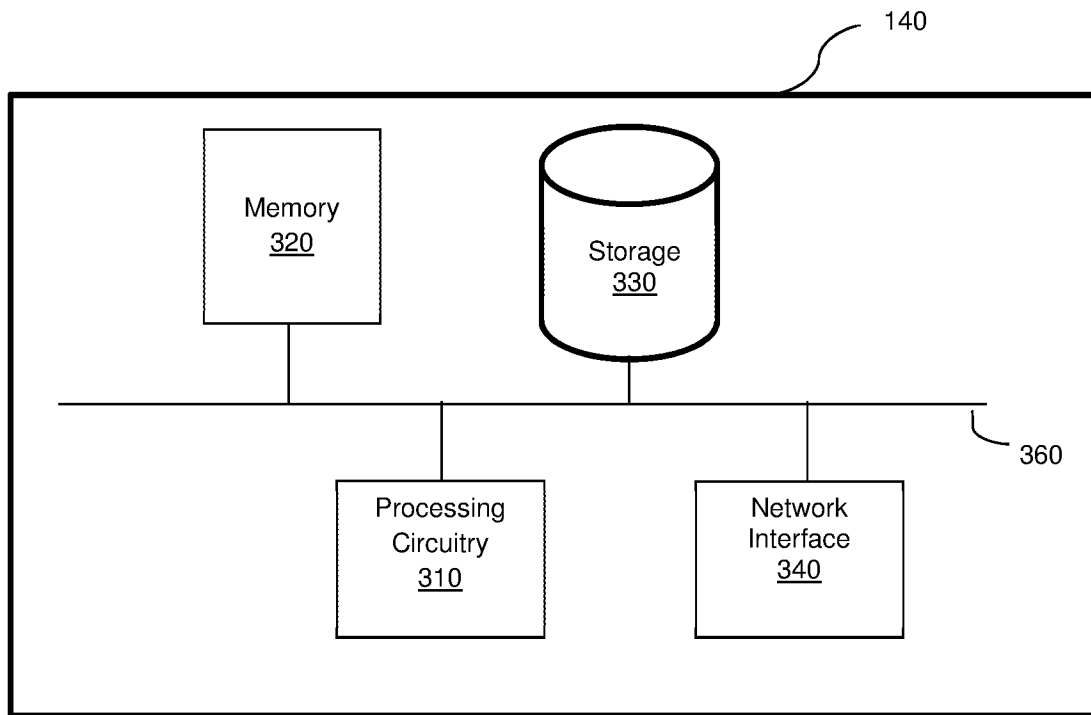 140
Memory
320
Storage
330
360
Processing
Circuitry
310
Network
Interface
340